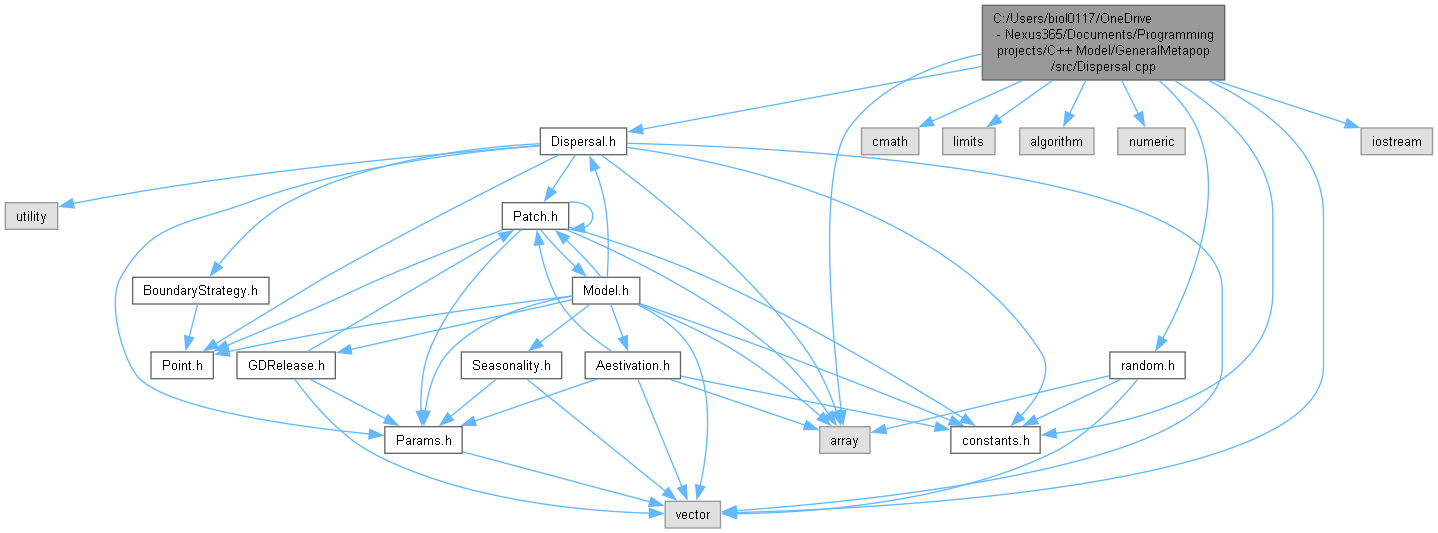 C:/Users/biol0117/OneDrive
- Nexus365/Documents/Programming
projects/C++ Model/GeneralMetapop
/src/Dispersal.cpp
Dispersal.h
cmath
limits
algorithm
numeric
iostream
utility
Patch.h
BoundaryStrategy.h
Model.h
Point.h
GDRelease.h
Seasonality.h
Aestivation.h
random.h
Params.h
array
constants.h
vector